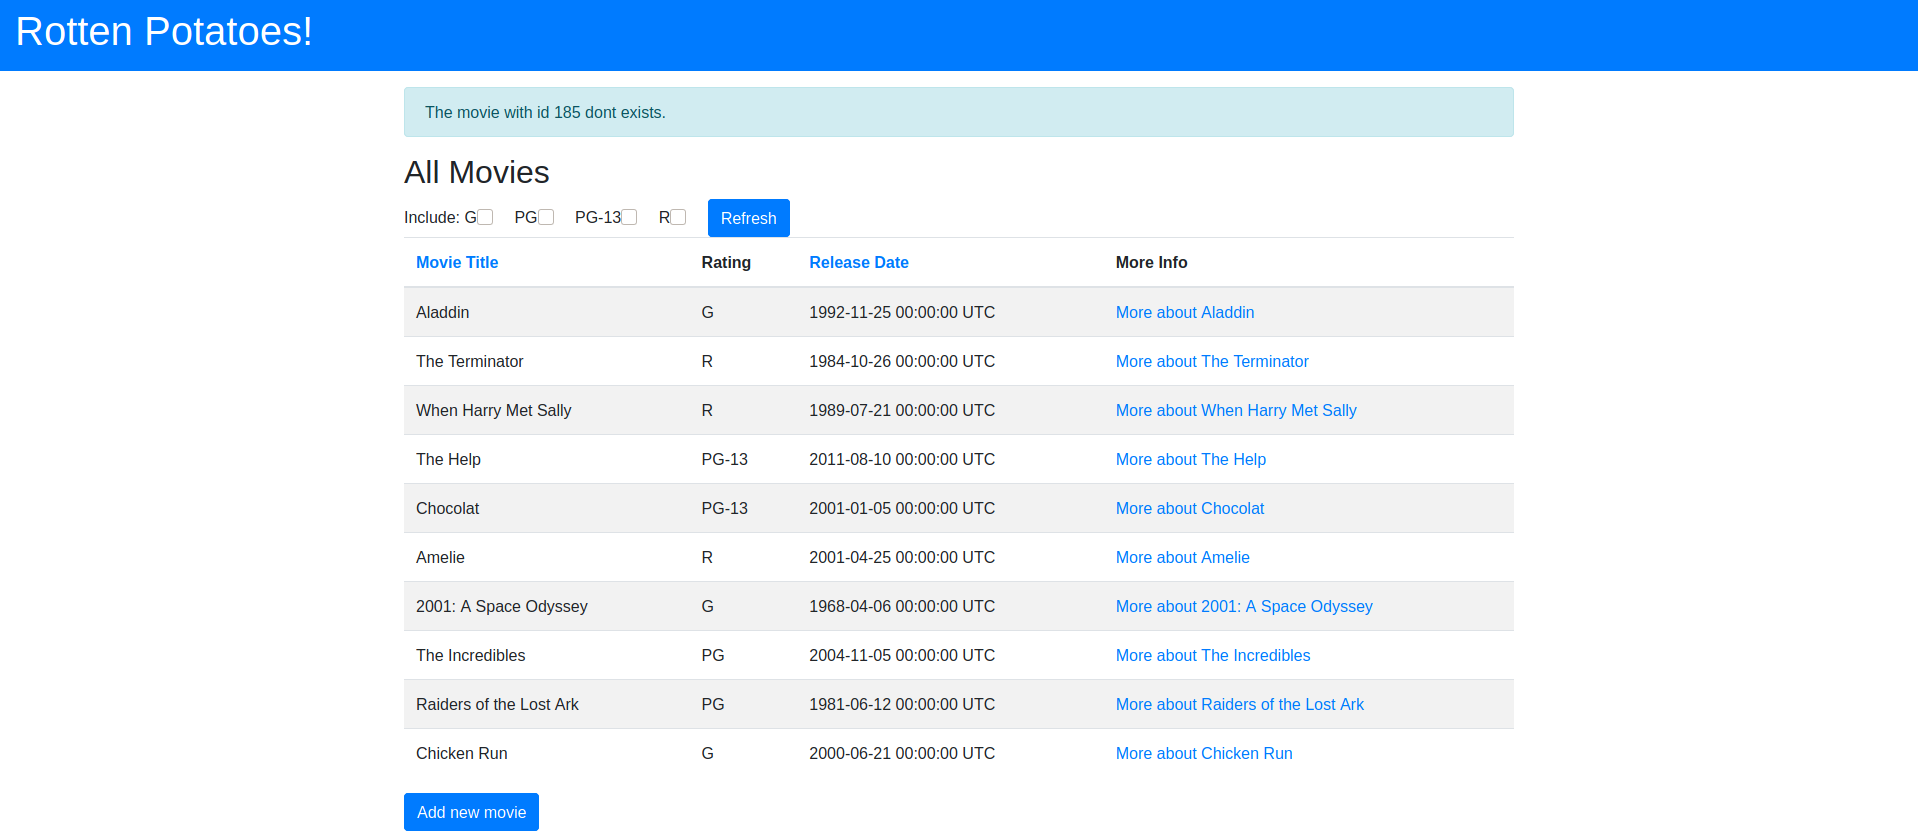 Rotten Potatoes!
The movie with id 185 dont exists.
All Movies
Include: G PG PG-13 R Refresh
Movie Title Rating Release Date More Info
Aladdin G 1992-11-25 00:00:00 UTC More about Aladdin
The Terminator R 1984-10-26 00:00:00 UTC More about The Terminator
When Harry Met Sally R 1989-07-21 00:00:00 UTC More about When Harry Met Sally
The Help PG-13 2011-08-10 00:00:00 UTC More about The Help
Chocolat PG-13 2001-01-05 00:00:00 UTC More about Chocolat
Amelie R 2001-04-25 00:00:00 UTC More about Amelie
2001: A Space Odyssey G 1968-04-06 00:00:00 UTC More about 2001: A Space Odyssey
The Incredibles PG 2004-11-05 00:00:00 UTC More about The Incredibles
Raiders of the Lost Ark PG 1981-06-12 00:00:00 UTC More about Raiders of the Lost Ark
Chicken Run G 2000-06-21 00:00:00 UTC More about Chicken Run
Add new movie